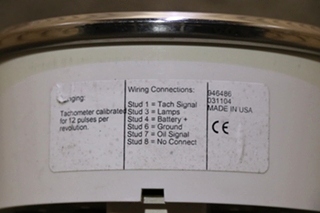 Tachometer calibrated
for 12 pulses per
revolution.
Wiring Connections:
Stud 1 = Tach Signal
Stud 3 = Lamps
Stud 4 = Battery +
Stud 6 = Ground
Stud 7 = Oil Signal
Stud 8 = No Connect
946486
031104
MADE IN USA
CE